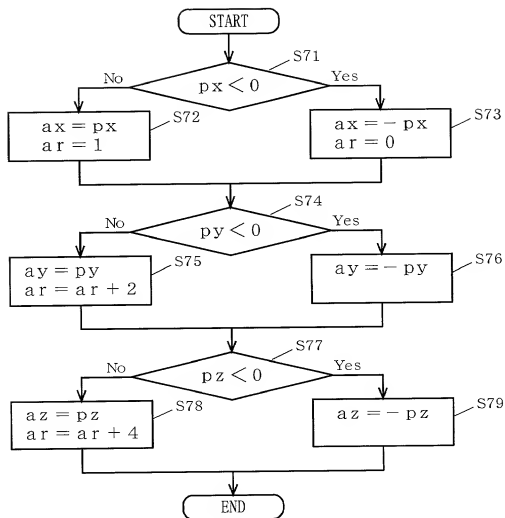 START
S71
No
px<0
Yes
ax=px
ar=1
S72
ax=-px
ar=0
S73
S74
No
py<0
Yes
ay=py
ar=ar+2
S75
ay=-py
S76
S77
No
pz<0
Yes
az=pz
ar=ar+4
S78
az=-pz
S79
END